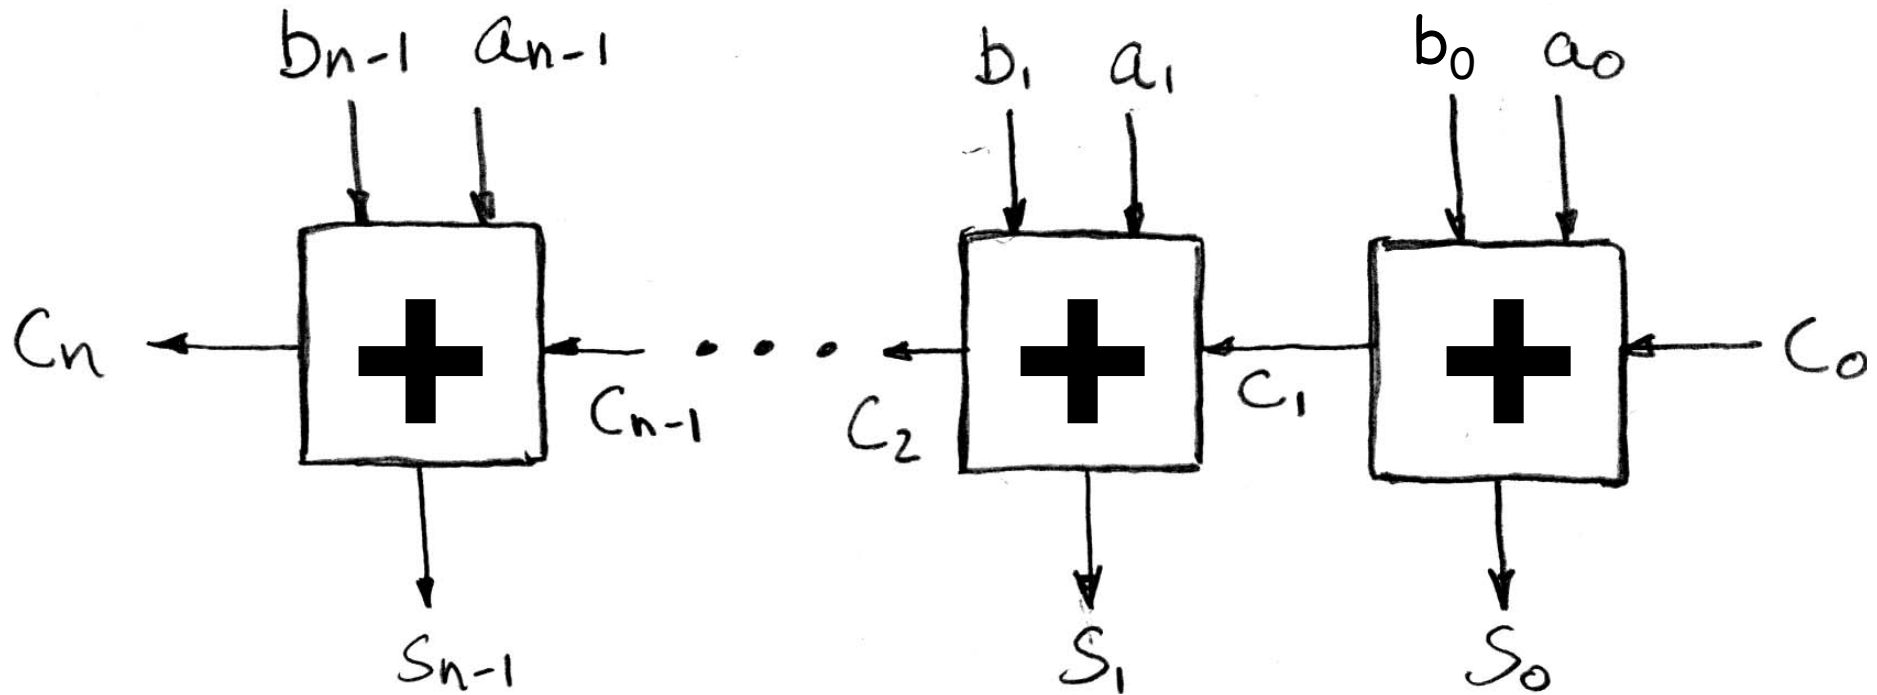 bn-1 an-1 b1 a1 b0 a0
+ + +
Cn Cn-1 C2 C1 C0
Sn-1 S1 S0